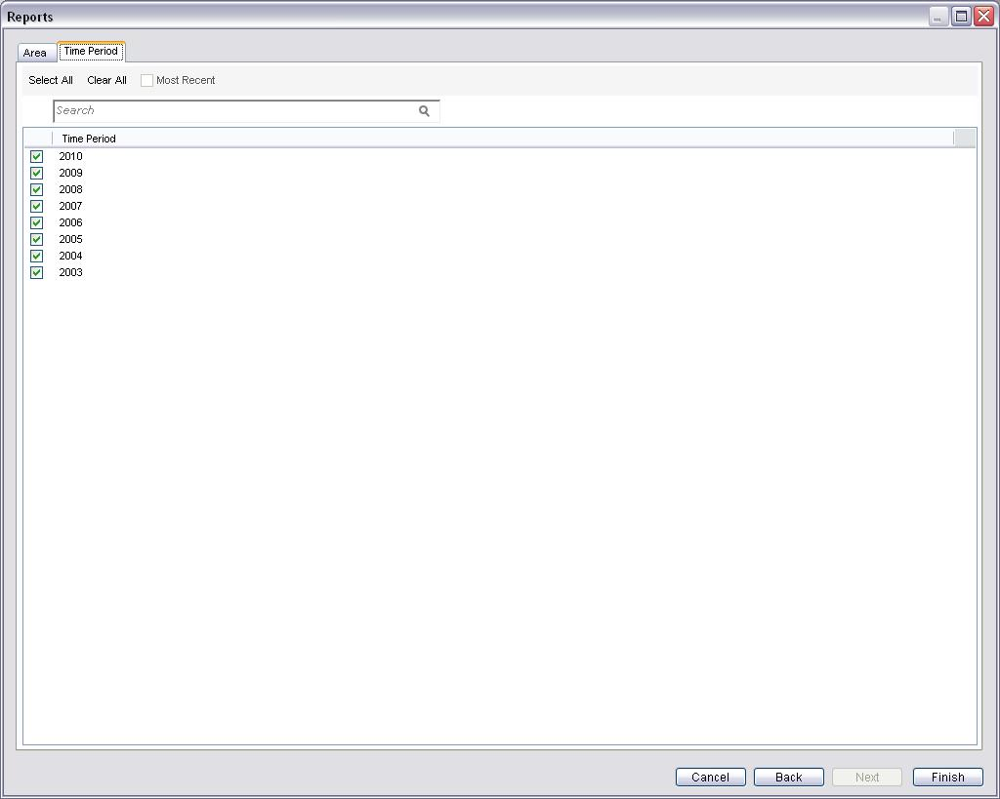 Reports
Area Time Period
Select All Clear All Most Recent
Search
Time Period
2010
2009
2008
2007
2006
2005
2004
2003
Cancel Back Next Finish